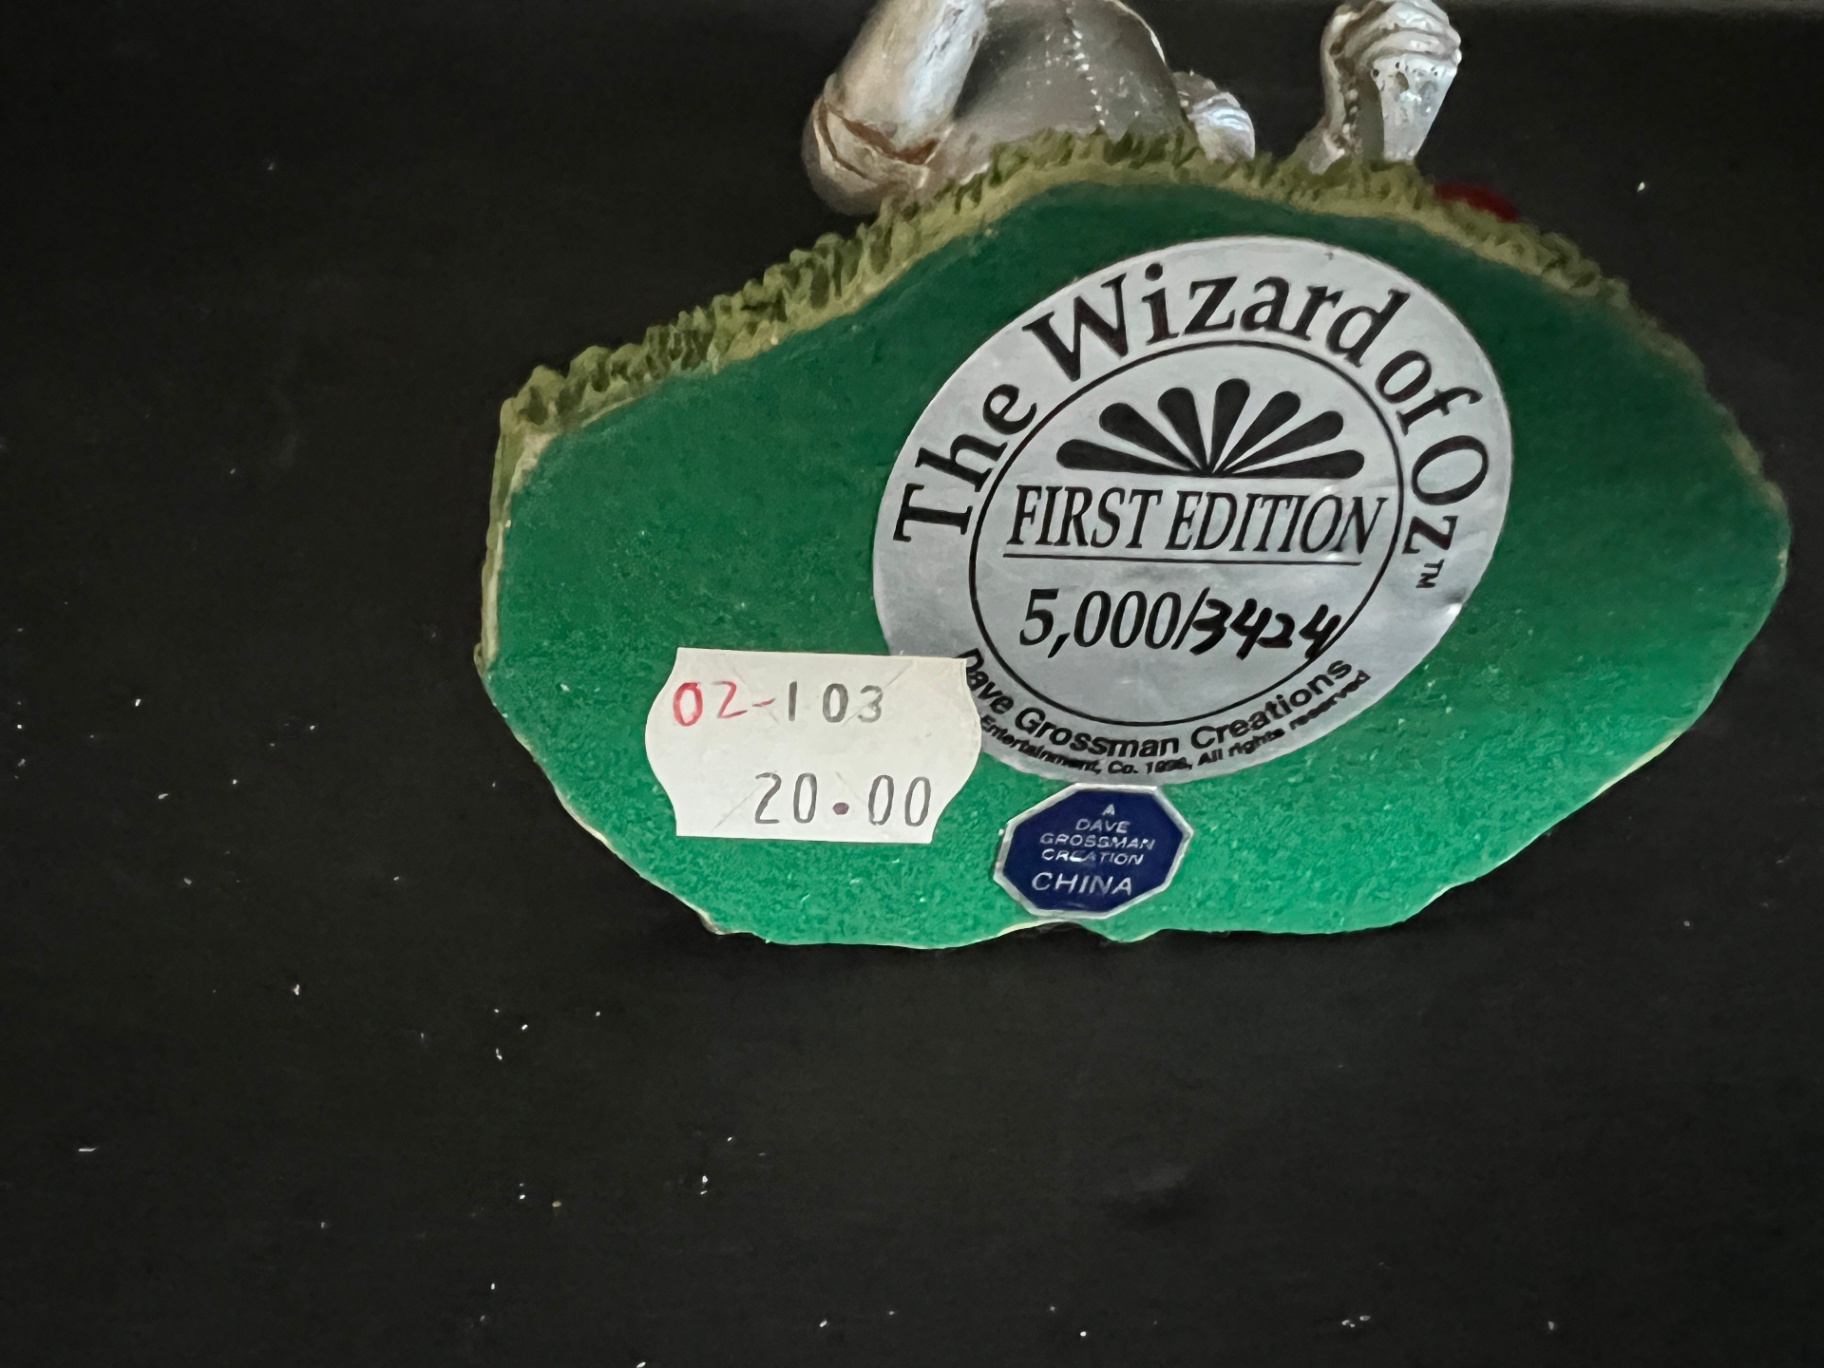 The Wizard of Oz™
FIRST EDITION
5,000/3424
Dave Grossman Creations
Entertainment, Co. 1996, All rights reserved
02-103
20.00
A
DAVE
GROSSMAN
CREATION
CHINA